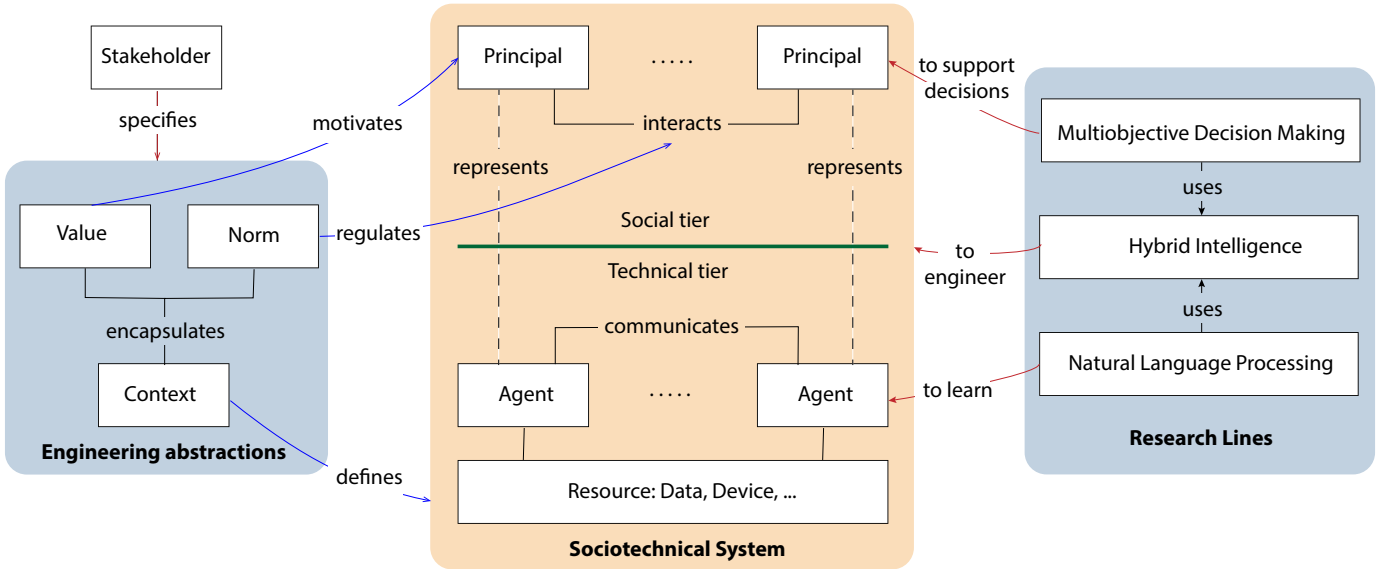 Stakeholder
specifies
Value
Norm
encapsulates
Context
Engineering abstractions
motivates
regulates
defines
Principal
.....
Principal
interacts
represents
represents
Social tier
Technical tier
communicates
Agent
.....
Agent
Resource: Data, Device, ...
Sociotechnical System
to support
decisions
to
engineer
to learn
Multiobjective Decision Making
uses
Hybrid Intelligence
uses
Natural Language Processing
Research Lines